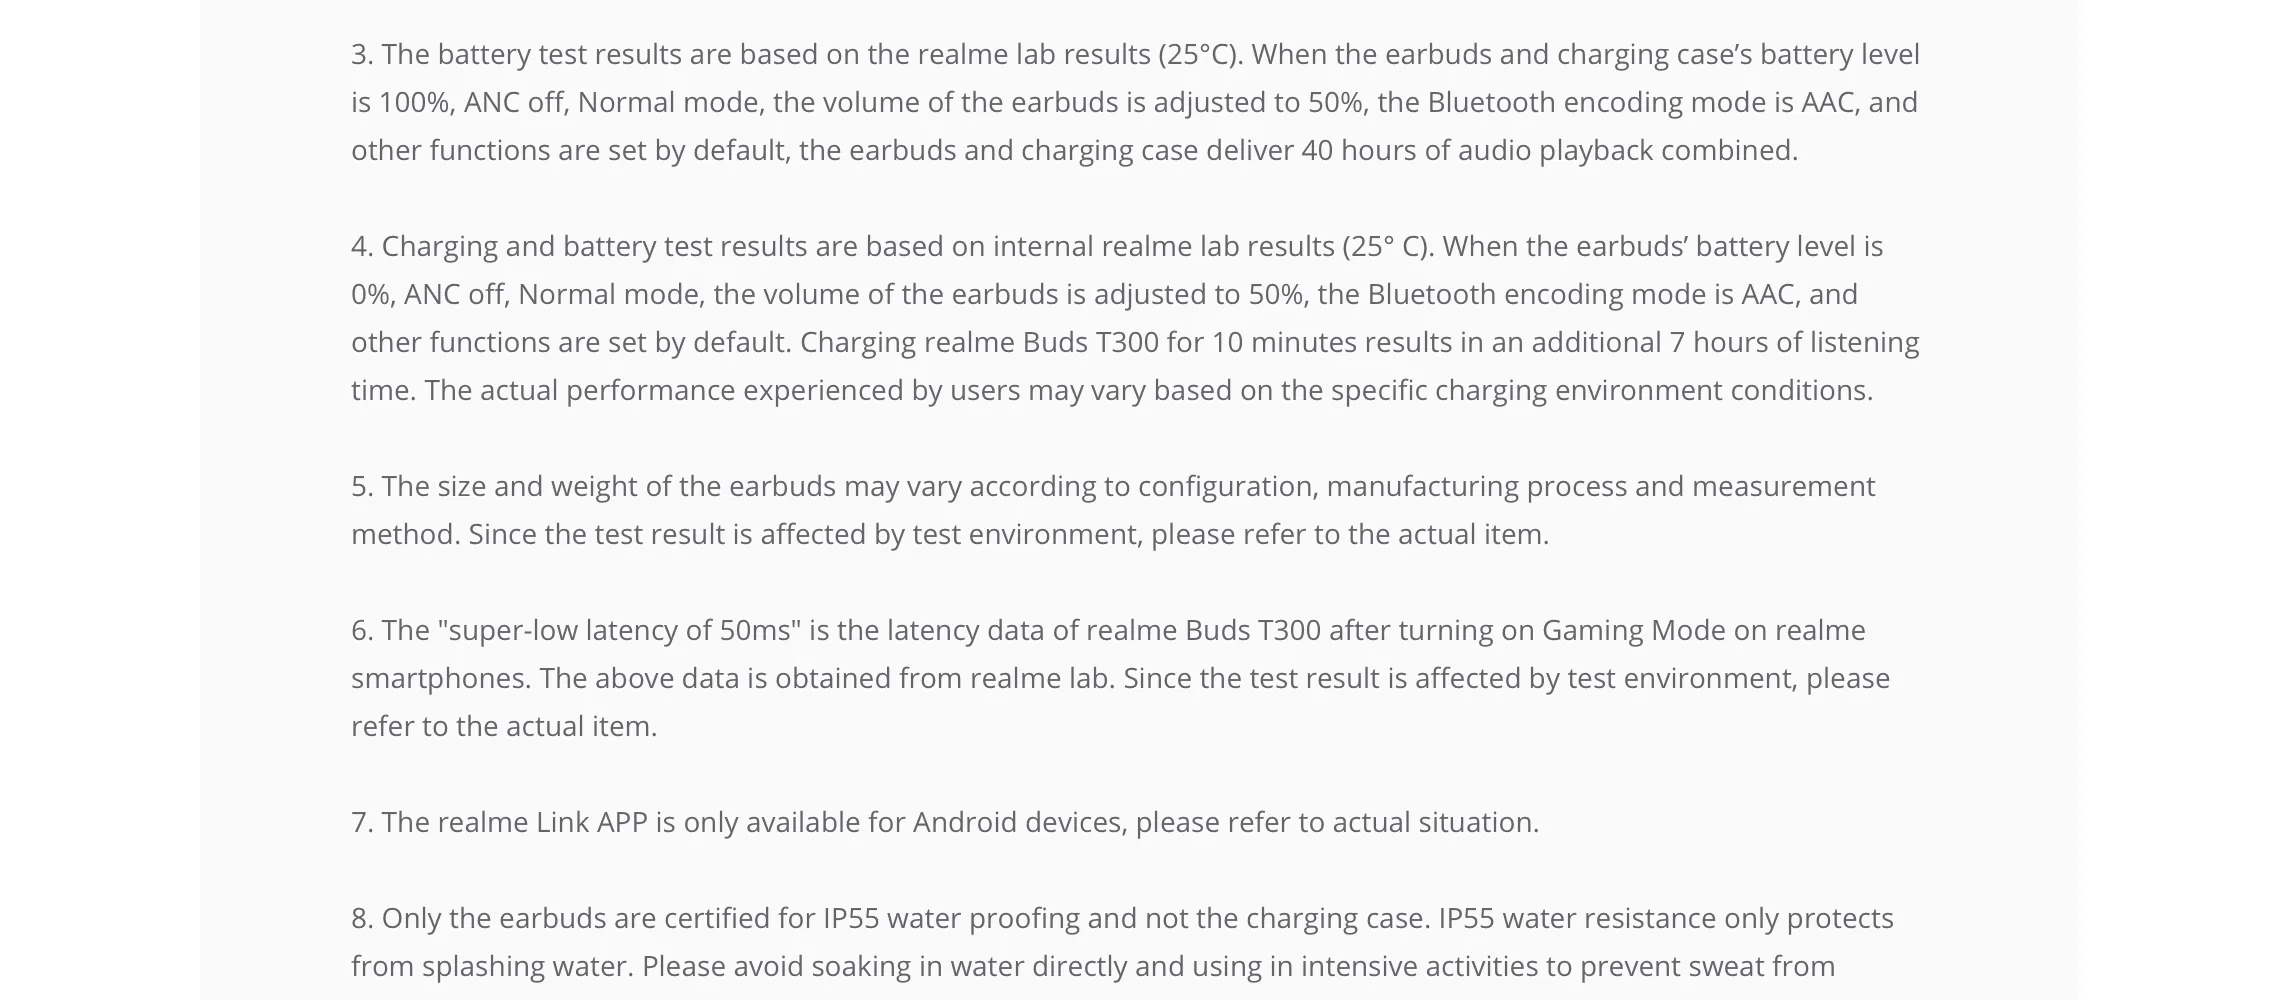 3. The battery test results are based on the realme lab results (25°C). When the earbuds and charging case’s battery level
is 100%, ANC off, Normal mode, the volume of the earbuds is adjusted to 50%, the Bluetooth encoding mode is AAC, and
other functions are set by default, the earbuds and charging case deliver 40 hours of audio playback combined.
4. Charging and battery test results are based on internal realme lab results (25° C). When the earbuds’ battery level is
0%, ANC off, Normal mode, the volume of the earbuds is adjusted to 50%, the Bluetooth encoding mode is AAC, and
other functions are set by default. Charging realme Buds T300 for 10 minutes results in an additional 7 hours of listening
time. The actual performance experienced by users may vary based on the specific charging environment conditions.
5. The size and weight of the earbuds may vary according to configuration, manufacturing process and measurement
method. Since the test result is affected by test environment, please refer to the actual item.
6. The "super-low latency of 50ms" is the latency data of realme Buds T300 after turning on Gaming Mode on realme
smartphones. The above data is obtained from realme lab. Since the test result is affected by test environment, please
refer to the actual item.
7. The realme Link APP is only available for Android devices, please refer to actual situation.
8. Only the earbuds are certified for IP55 water proofing and not the charging case. IP55 water resistance only protects
from splashing water. Please avoid soaking in water directly and using in intensive activities to prevent sweat from